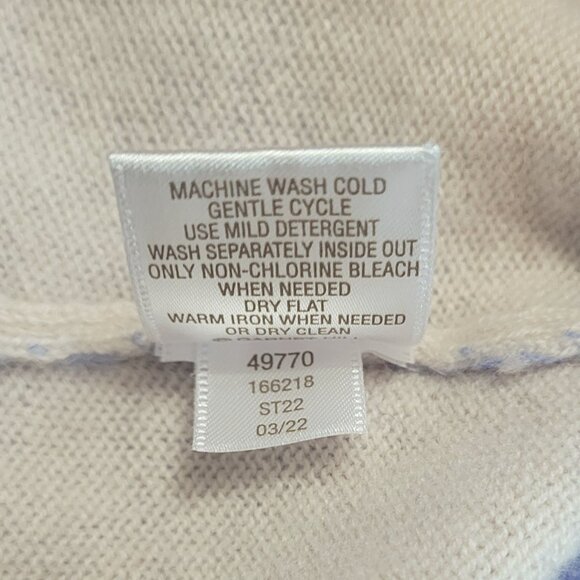 MACHINE WASH COLD
GENTLE CYCLE
USE MILD DETERGENT
WASH SEPARATELY INSIDE OUT
ONLY NON-CHLORINE BLEACH
WHEN NEEDED
DRY FLAT
WARM IRON WHEN NEEDED
OR DRY CLEAN
49770
166218
ST22
03/22